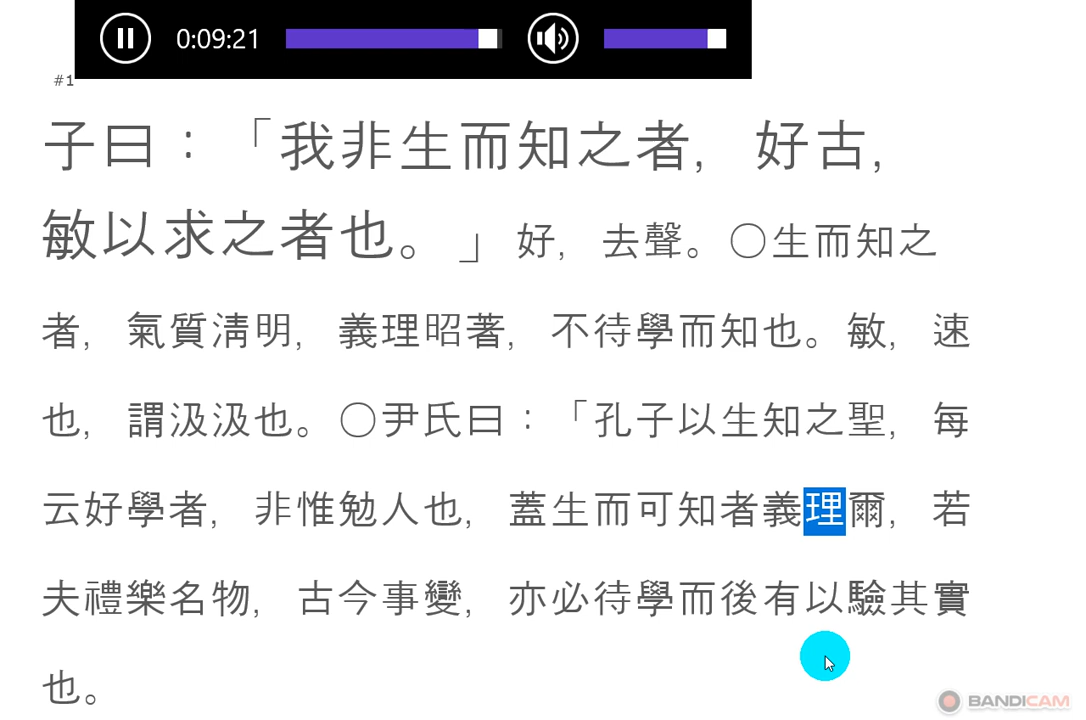 0:09:21
#1
子曰：「我非生而知之者，好古，
敏以求之者也。」好，去聲。○生而知之
者，氣質淸明，義理昭著，不待學而知也。敏，速
也，謂汲汲也。○尹氏曰：「孔子以生知之聖，每
云好學者，非惟勉人也，蓋生而可知者義理爾，若
夫禮樂名物，古今事變，亦必待學而後有以驗其實
也。
BANDICAM